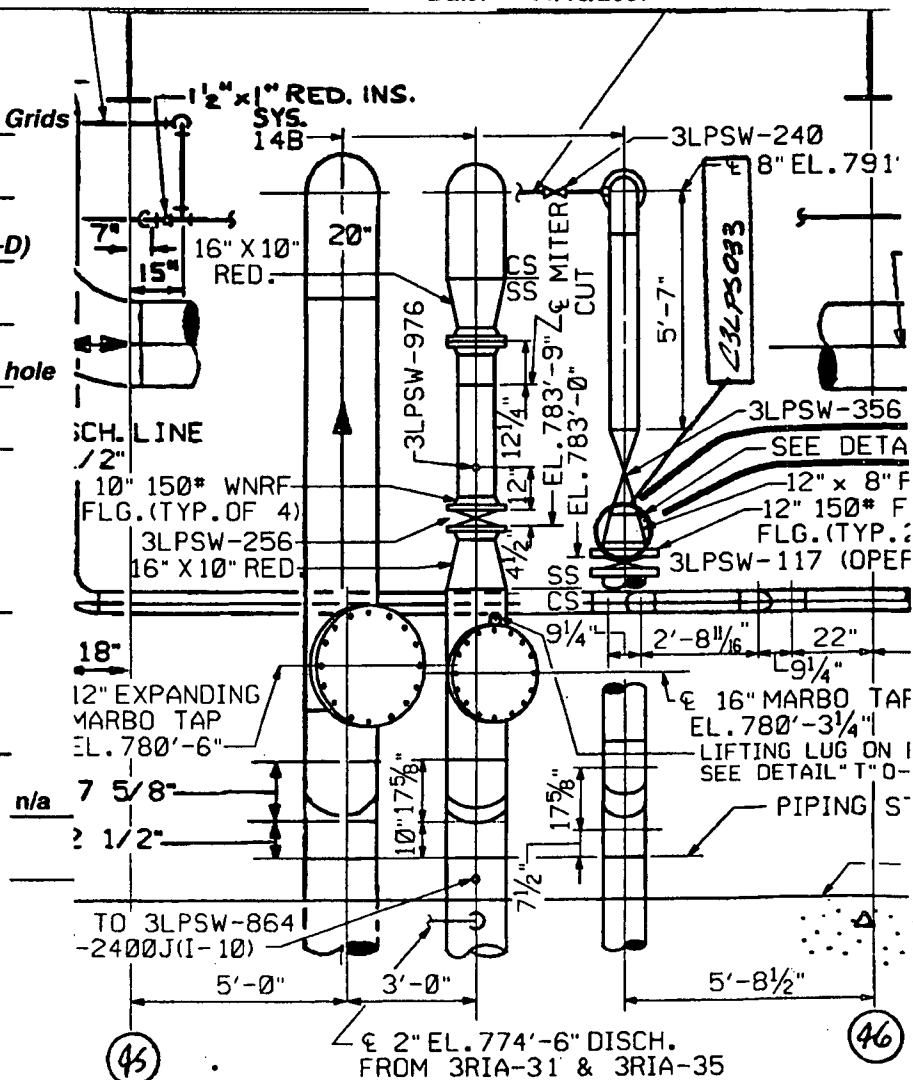 Grids
1½"x1" RED. INS.
SYS.
14B
3LPSW-240
℄ 8" EL.791'
-D)
7"
15"
16" X 10"
RED.
20"
CS
SS
℄ MITER
CUT
5'-7"
C3LPS033
hole
3LPSW-976
12¼"
EL.783'-9"
EL.783'-0"
3LPSW-356
SCH. LINE
/2"
SEE DETA
10" 150# WNRF
FLG.(TYP.OF 4)
12"
12" x 8" F
12" 150# F
FLG.(TYP.2
3LPSW-256
16" X 10" RED
4½"
3LPSW-117 (OPER
SS
CS
9¼"
2'-8 11/16"
22"
9¼"
18"
12" EXPANDING
MARBO TAP
EL.780'-6"
℄ 16" MARBO TAP
EL.780'-3¼"
LIFTING LUG ON
SEE DETAIL"T"O-
n/a
7 5/8"
2 1/2"
17⅝"
10"
17⅝"
7½"
PIPING ST
TO 3LPSW-864
-2400J(I-10)
5'-0"
3'-0"
5'-8½"
℄ 2" EL.774'-6" DISCH.
FROM 3RIA-31 & 3RIA-35
45
46